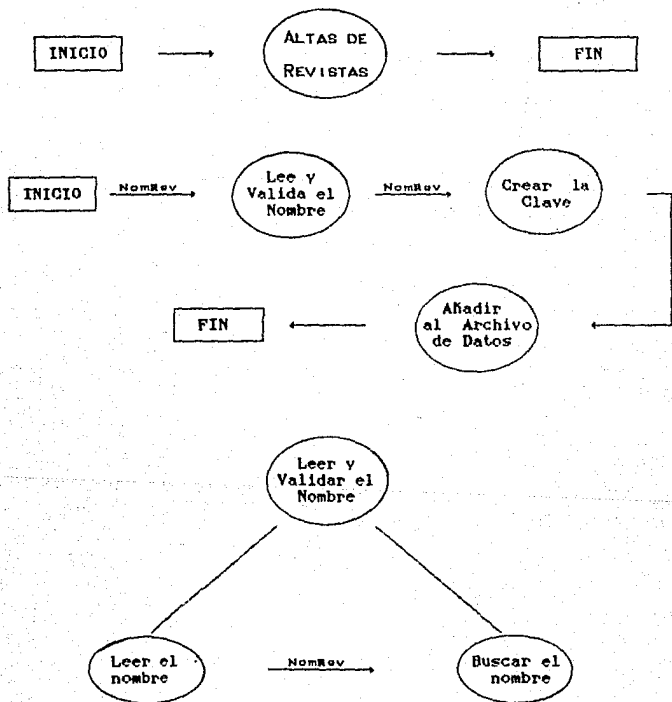 INICIO
ALTAS DE
REVISTAS
FIN
INICIO
NomRev
Lee y
Valida el
Nombre
NomRev
Crear la
Clave
FIN
Añadir
al Archivo
de Datos
Leer y
Validar el
Nombre
Leer el
nombre
NomRev
Buscar el
nombre